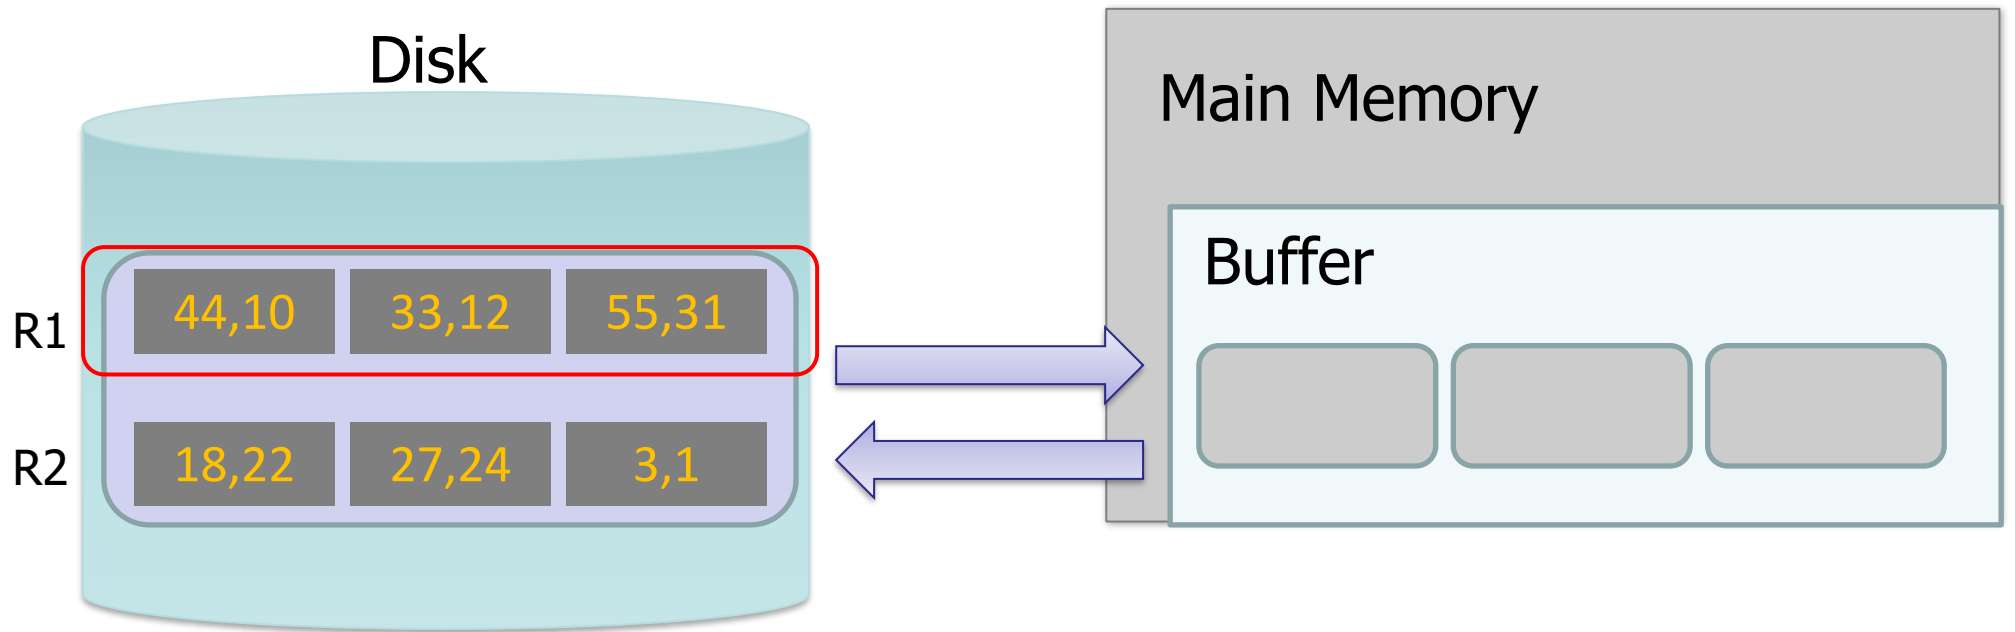 Disk
Main Memory
Buffer
R1
44,10
33,12
55,31
R2
18,22
27,24
3,1